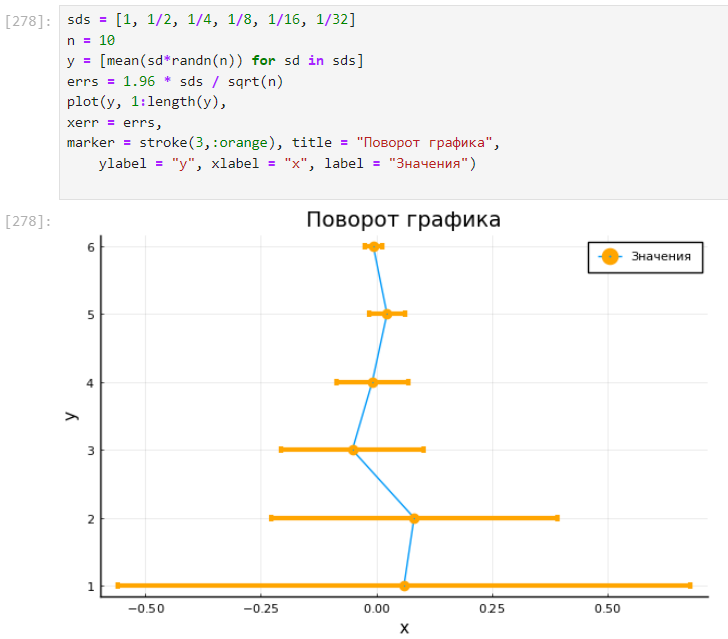 [278]: sds = [1, 1/2, 1/4, 1/8, 1/16, 1/32]
n = 10
y = [mean(sd*randn(n)) for sd in sds]
errs = 1.96 * sds / sqrt(n)
plot(y, 1:length(y),
xerr = errs,
marker = stroke(3,:orange), title = "Поворот графика",
    ylabel = "y", xlabel = "x", label = "Значения")
[278]:
Поворот графика
Значения
6
5
4
3
2
1
y
−0.50 −0.25 0.00 0.25 0.50
x